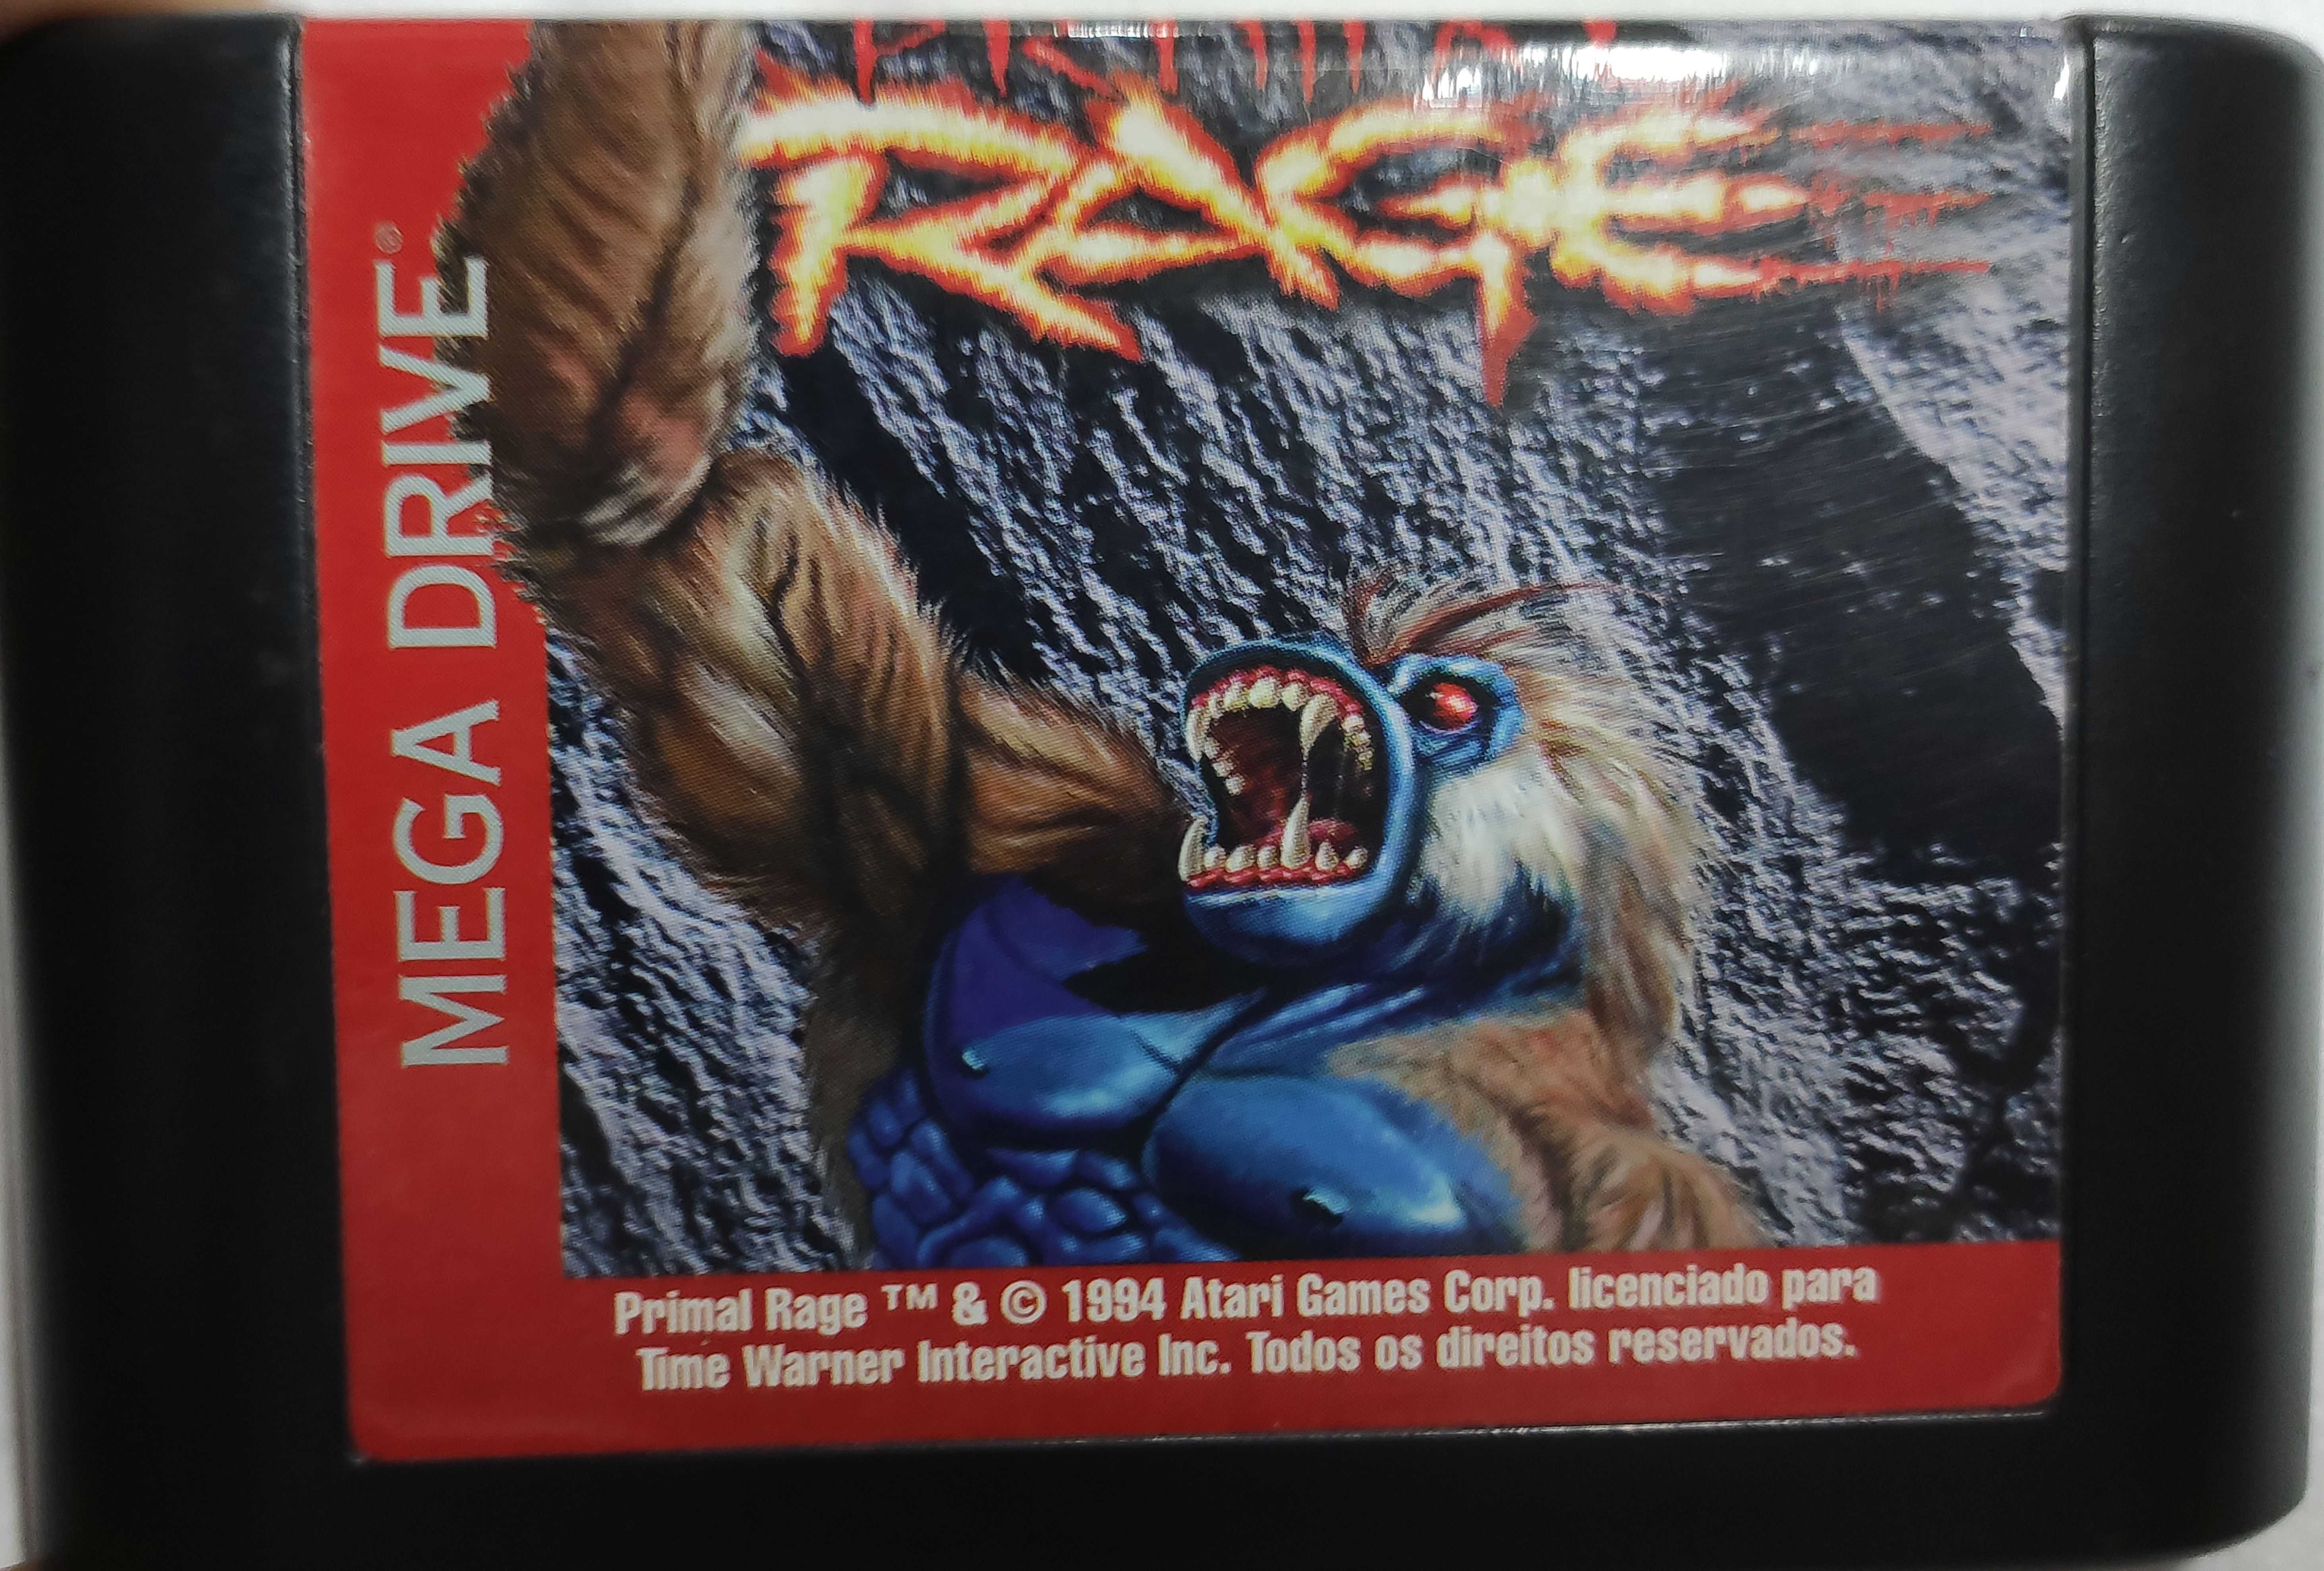 PRIMAL
RAGE
MEGA DRIVE®
Primal Rage ™ & © 1994 Atari Games Corp. licenciado para
Time Warner Interactive Inc. Todos os direitos reservados.